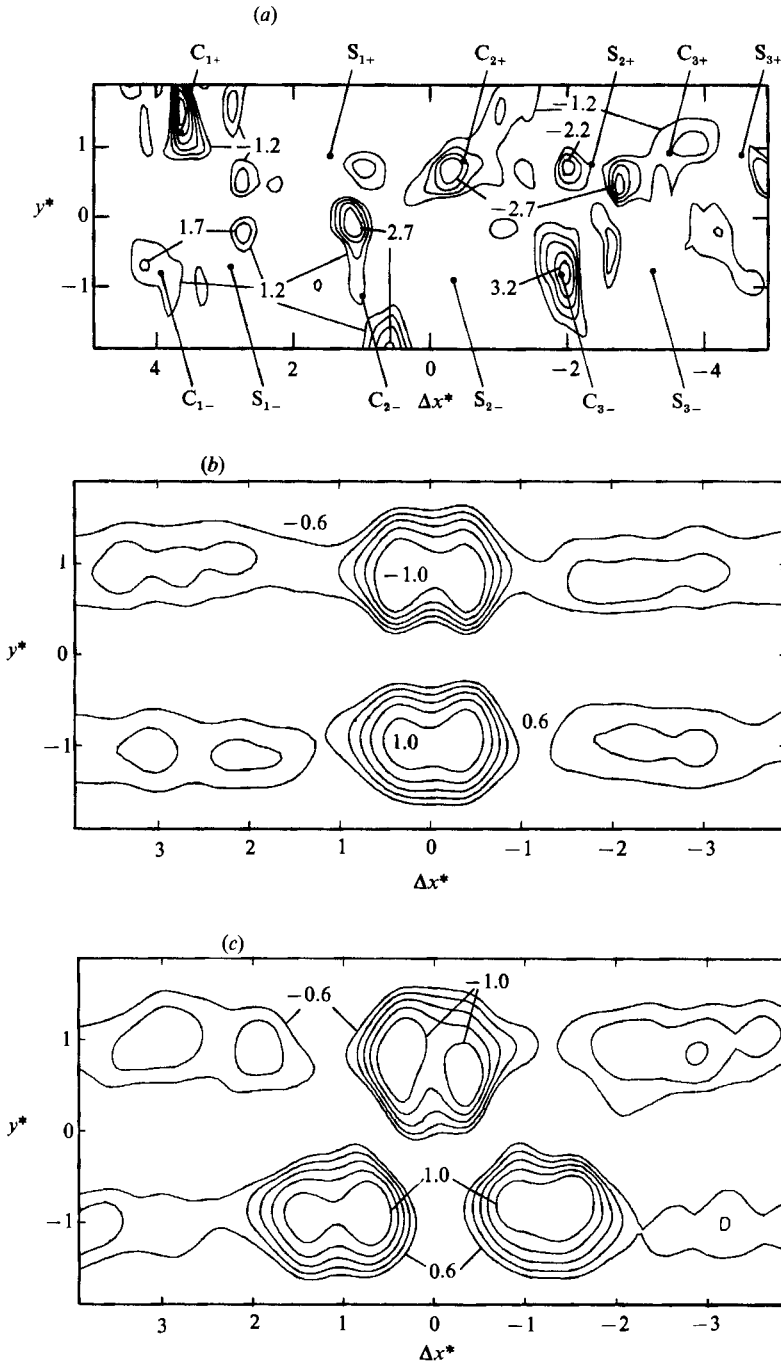 (a)
C1+ S1+ C2+ S2+ C3+ S3+
−1.2
−2.2
1
−1.2
y*
0
−2.7
1.7
2.7
−1
1.2
3.2
4 2 0 −2 −4
C1− S1− C2− Δx* S2− C3− S3−
(b)
−0.6
1
−1.0
y*
0
0.6
−1
1.0
3 2 1 0 −1 −2 −3
Δx*
(c)
−0.6
−1.0
1
y*
0
1.0
−1
0.6
3 2 1 0 −1 −2 −3
Δx*